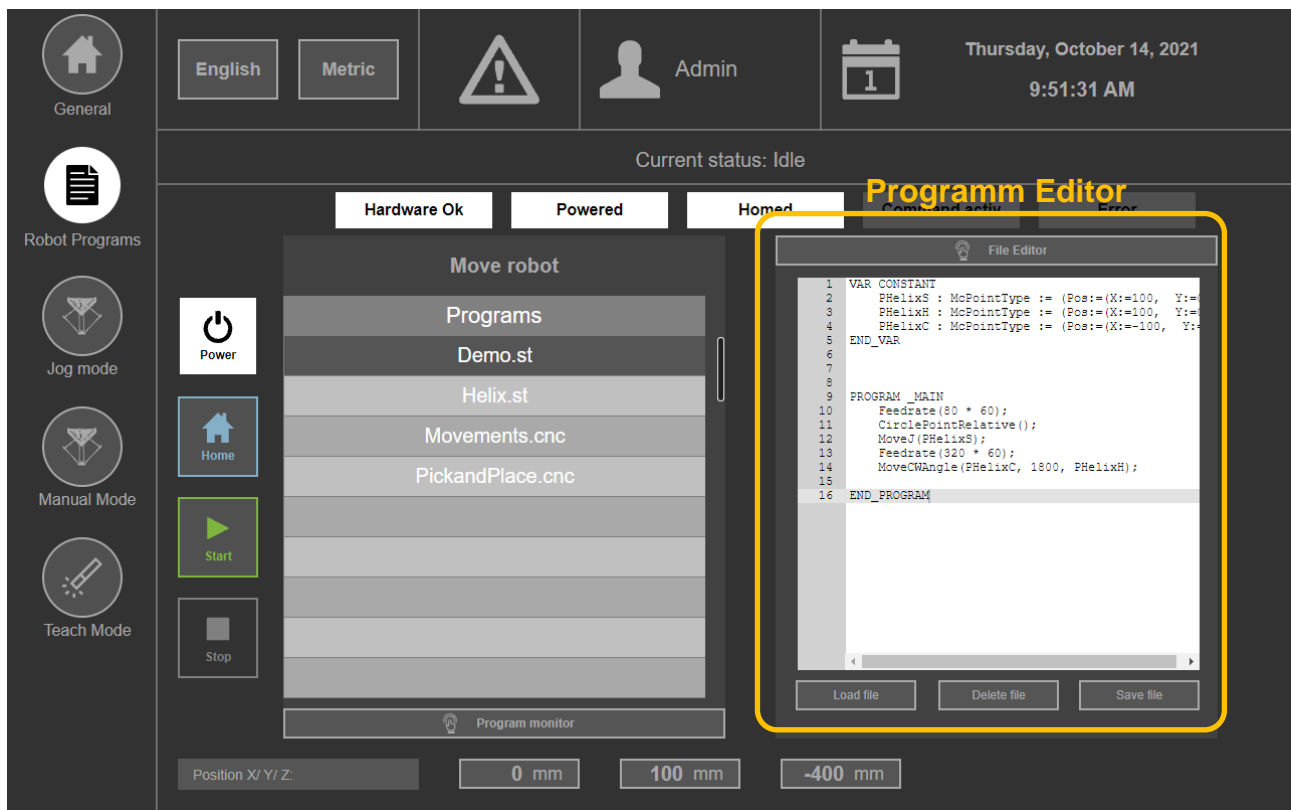 English
Metric
Admin
1
Thursday, October 14, 2021
9:51:31 AM
General
Robot Programs
Jog mode
Manual Mode
Teach Mode
Current status: Idle
Hardware Ok
Powered
Homed
Command activ
Error
Programm Editor
Power
Home
Start
Stop
Move robot
Programs
Demo.st
Helix.st
Movements.cnc
PickandPlace.cnc
Program monitor
File Editor
1 VAR CONSTANT
2 PHelixS : McPointType := (Pos:=(X:=100, Y:=
3 PHelixH : McPointType := (Pos:=(X:=100, Y:=
4 PHelixC : McPointType := (Pos:=(X:=-100, Y:
5 END_VAR
6
7
8
9 PROGRAM _MAIN
10 Feedrate(80 * 60);
11 CirclePointRelative();
12 MoveJ(PHelixS);
13 Feedrate(320 * 60);
14 MoveCWAngle(PHelixC, 1800, PHelixH);
15
16 END_PROGRAM
Load file
Delete file
Save file
Position X/ Y/ Z:
0 mm
100 mm
-400 mm